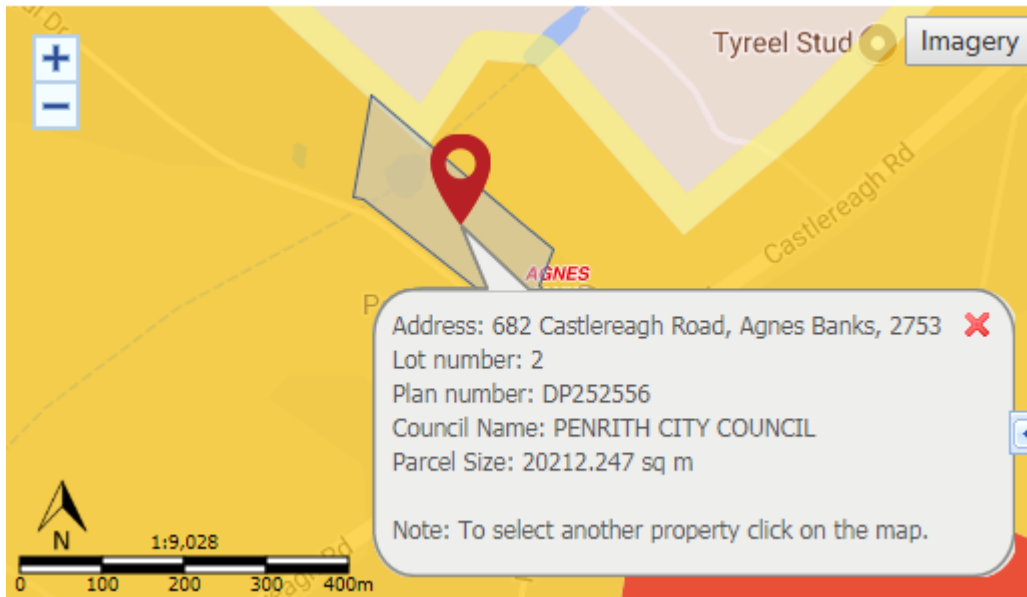 Dr
Tyreel Stud
Imagery
+
−
Castlereagh Rd
AGNES
Address: 682 Castlereagh Road, Agnes Banks, 2753
Lot number: 2
Plan number: DP252556
Council Name: PENRITH CITY COUNCIL
Parcel Size: 20212.247 sq m
Note: To select another property click on the map.
N
1:9,028
0 100 200 300 400m
Rd